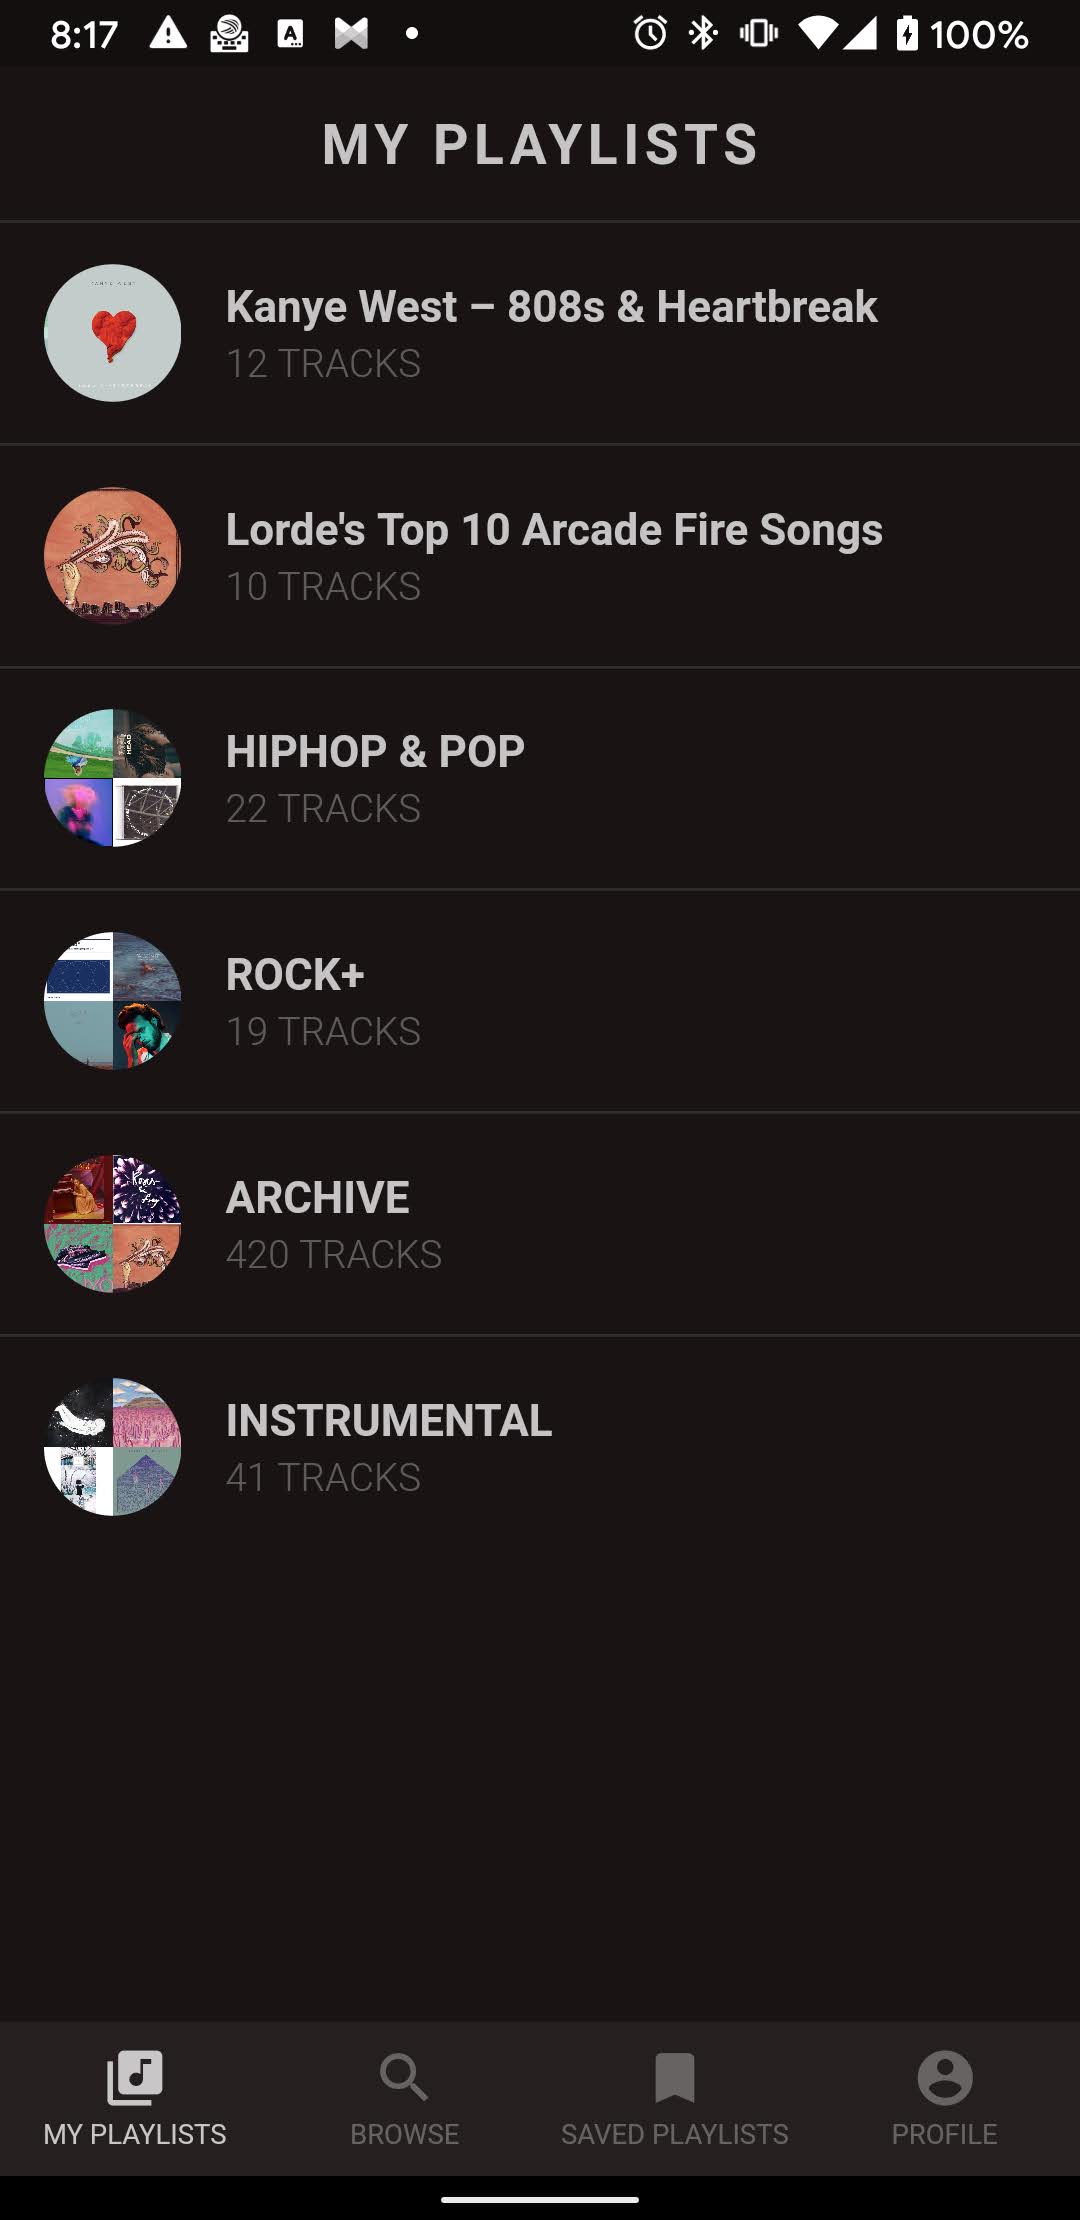 8:17
100%
MY PLAYLISTS
Kanye West – 808s & Heartbreak
12 TRACKS
Lorde's Top 10 Arcade Fire Songs
10 TRACKS
HIPHOP & POP
22 TRACKS
ROCK+
19 TRACKS
ARCHIVE
420 TRACKS
INSTRUMENTAL
41 TRACKS
MY PLAYLISTS
BROWSE
SAVED PLAYLISTS
PROFILE